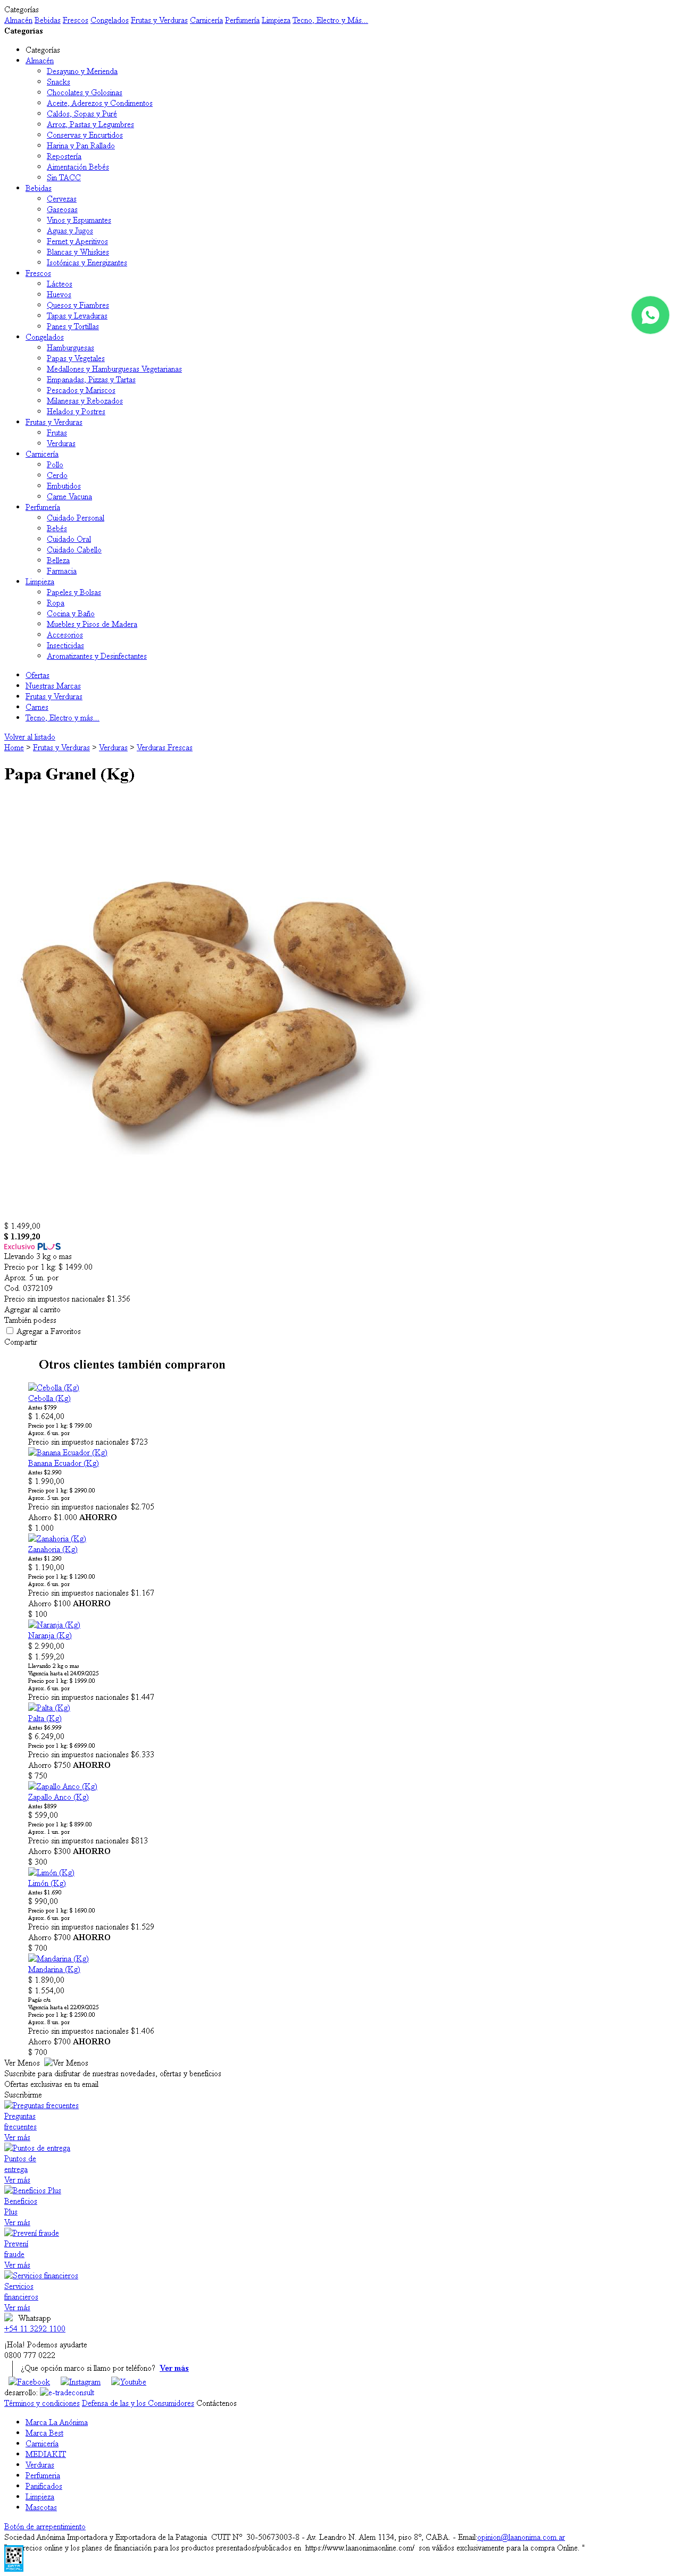 Categorías
Almacén Bebidas Frescos Congelados Frutas y Verduras Carnicería Perfumería Limpieza Tecno, Electro y Más...
Categorias
Categorías
Almacén
Desayuno y Merienda
Snacks
Chocolates y Golosinas
Aceite, Aderezos y Condimentos
Caldos, Sopas y Puré
Arroz, Pastas y Legumbres
Conservas y Encurtidos
Harina y Pan Rallado
Repostería
Aimentación Bebés
Sin TACC
Bebidas
Cervezas
Gaseosas
Vinos y Espumantes
Aguas y Jugos
Fernet y Aperitivos
Blancas y Whiskies
Isotónicas y Energizantes
Frescos
Lácteos
Huevos
Quesos y Fiambres
Tapas y Levaduras
Panes y Tortillas
Congelados
Hamburguesas
Papas y Vegetales
Medallones y Hamburguesas Vegetarianas
Empanadas, Pizzas y Tartas
Pescados y Mariscos
Milanesas y Rebozados
Helados y Postres
Frutas y Verduras
Frutas
Verduras
Carnicería
Pollo
Cerdo
Embutidos
Carne Vacuna
Perfumería
Cuidado Personal
Bebés
Cuidado Oral
Cuidado Cabello
Belleza
Farmacia
Limpieza
Papeles y Bolsas
Ropa
Cocina y Baño
Muebles y Pisos de Madera
Accesorios
Insecticidas
Aromatizantes y Desinfectantes
Ofertas
Nuestras Marcas
Frutas y Verduras
Carnes
Tecno, Electro y más...
Volver al listado
Home > Frutas y Verduras > Verduras > Verduras Frescas
Papa Granel (Kg)
$ 1.499,00
$ 1.199,20
Exclusivo PLUS
Llevando 3 kg o mas
Precio por 1 kg: $ 1499.00
Aprox. 5 un. por
Cod. 0372109
Precio sin impuestos nacionales $1.356
Agregar al carrito
También podess
Agregar a Favoritos
Compartir
Otros clientes también compraron
Cebolla (Kg)
Cebolla (Kg)
Antes $799
$ 1.624,00
Precio por 1 kg: $ 799.00
Aprox. 6 un. por
Precio sin impuestos nacionales $723
Banana Ecuador (Kg)
Banana Ecuador (Kg)
Antes $2.990
$ 1.990,00
Precio por 1 kg: $ 2990.00
Aprox. 5 un. por
Precio sin impuestos nacionales $2.705
Ahorro $1.000 AHORRO
$ 1.000
Zanahoria (Kg)
Zanahoria (Kg)
Antes $1.290
$ 1.190,00
Precio por 1 kg: $ 1290.00
Aprox. 6 un. por
Precio sin impuestos nacionales $1.167
Ahorro $100 AHORRO
$ 100
Naranja (Kg)
Naranja (Kg)
$ 2.990,00
$ 1.599,20
Llevando 2 kg o mas
Vigencia hasta el 24/09/2025
Precio por 1 kg: $ 1999.00
Aprox. 6 un. por
Precio sin impuestos nacionales $1.447
Palta (Kg)
Palta (Kg)
Antes $6.999
$ 6.249,00
Precio por 1 kg: $ 6999.00
Precio sin impuestos nacionales $6.333
Ahorro $750 AHORRO
$ 750
Zapallo Anco (Kg)
Zapallo Anco (Kg)
Antes $899
$ 599,00
Precio por 1 kg: $ 899.00
Aprox. 1 un. por
Precio sin impuestos nacionales $813
Ahorro $300 AHORRO
$ 300
Limón (Kg)
Limón (Kg)
Antes $1.690
$ 990,00
Precio por 1 kg: $ 1690.00
Aprox. 6 un. por
Precio sin impuestos nacionales $1.529
Ahorro $700 AHORRO
$ 700
Mandarina (Kg)
Mandarina (Kg)
$ 1.890,00
$ 1.554,00
Pagás c/u.
Vigencia hasta el 22/09/2025
Precio por 1 kg: $ 2590.00
Aprox. 8 un. por
Precio sin impuestos nacionales $1.406
Ahorro $700 AHORRO
$ 700
Ver Menos Ver Menos
Suscribite para disfrutar de nuestras novedades, ofertas y beneficios
Ofertas exclusivas en tu email
Suscribirme
Preguntas frecuentes
Preguntas
frecuentes
Ver más
Puntos de entrega
Puntos de
entrega
Ver más
Beneficios Plus
Beneficios
Plus
Ver más
Prevení fraude
Prevení
fraude
Ver más
Servicios financieros
Servicios
financieros
Ver más
Whatsapp
+54 11 3292 1100
¡Hola! Podemos ayudarte
0800 777 0222
¿Que opción marco si llamo por teléfono? Ver más
Facebook Instagram Youtube
desarrollo: e-tradeconsult
Términos y condiciones Defensa de las y los Consumidores Contáctenos
Marca La Anónima
Marca Best
Carnicería
MEDIAKIT
Verduras
Perfumeria
Panificados
Limpieza
Mascotas
Botón de arrepentimiento
Sociedad Anónima Importadora y Exportadora de la Patagonia CUIT Nº 30-50673003-8 - Av. Leandro N. Alem 1134, piso 8º, CABA. - Email:opinion@laanonima.com.ar
precios online y los planes de financiación para los productos presentados/publicados en https://www.laanonimaonline.com/ son válidos exclusivamente para la compra Online. "